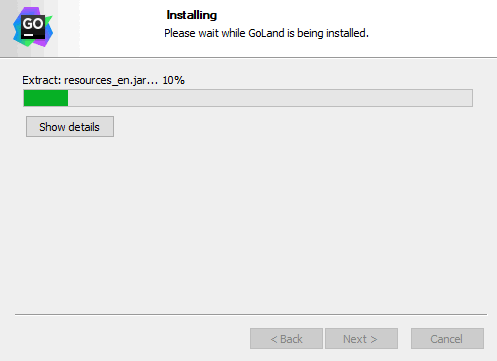 GO
Installing
Please wait while GoLand is being installed.
Extract: resources_en.jar... 10%
Show details
< Back
Next >
Cancel